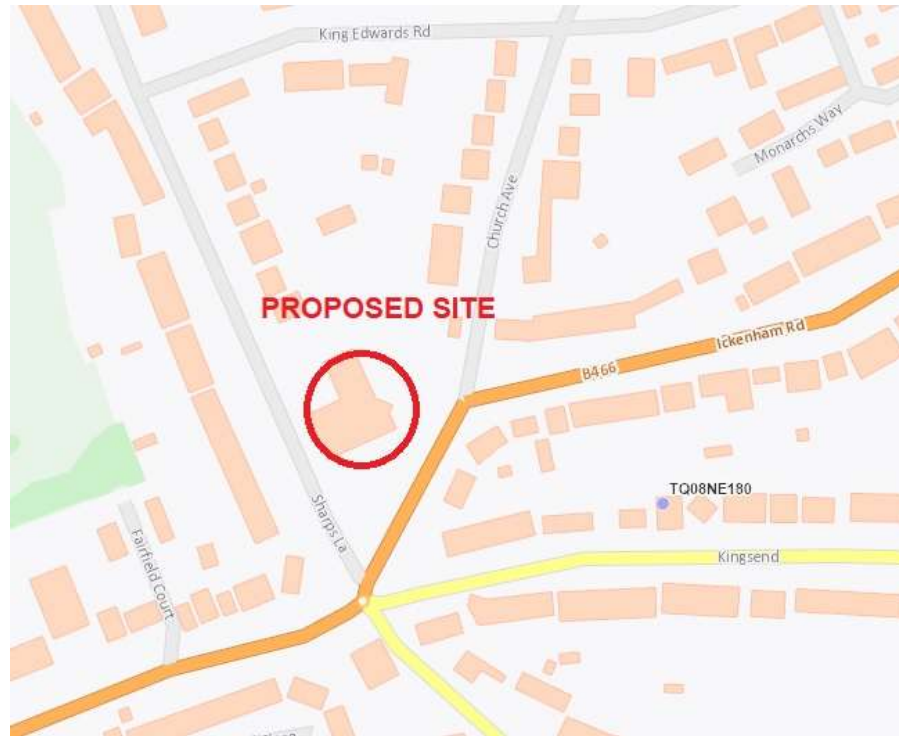 King Edwards Rd
Monarchs Way
Church Ave
PROPOSED SITE
Ickenham Rd
B466
TQ08NE180
Sharps La
Fairfield Court
Kingsend